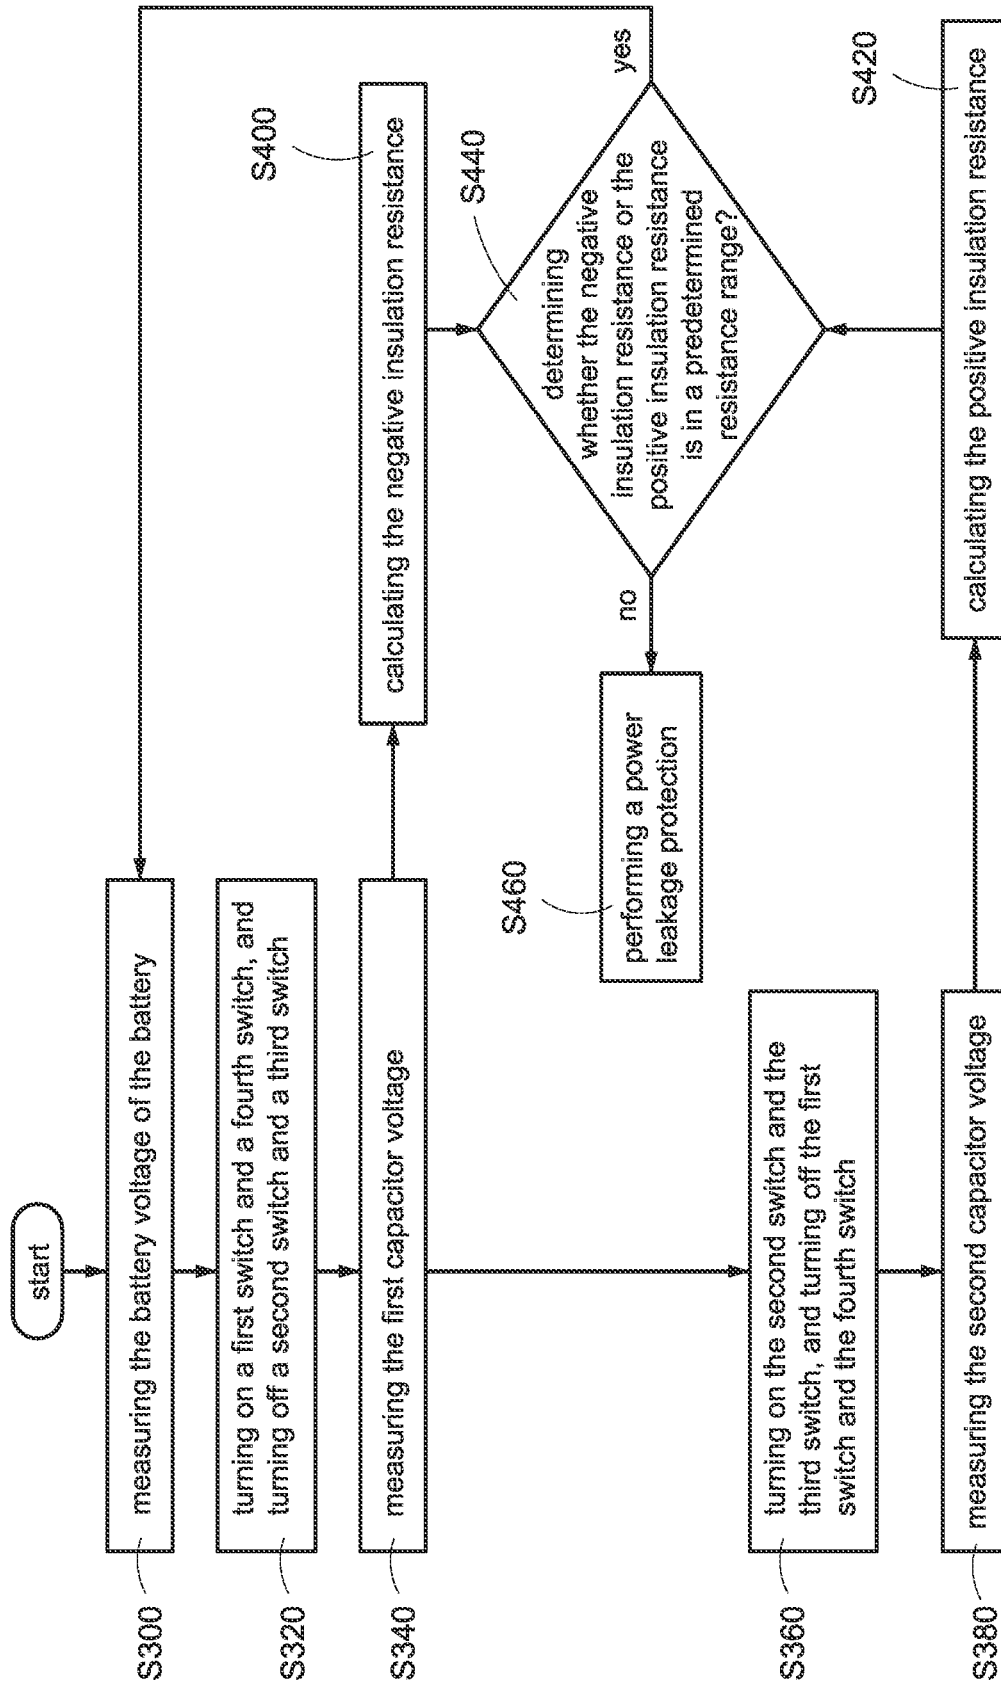 start
S300
measuring the battery voltage of the battery
S320
turning on a first switch and a fourth switch, and
turning off a second switch and a third switch
S340
measuring the first capacitor voltage
S400
calculating the negative insulation resistance
S440
determining
whether the negative
insulation resistance or the
positive insulation resistance
is in a predetermined
resistance range?
yes
no
S460
performing a power
leakage protection
S360
turning on the second switch and the
third switch, and turning off the first
switch and the fourth switch
S380
measuring the second capacitor voltage
S420
calculating the positive insulation resistance